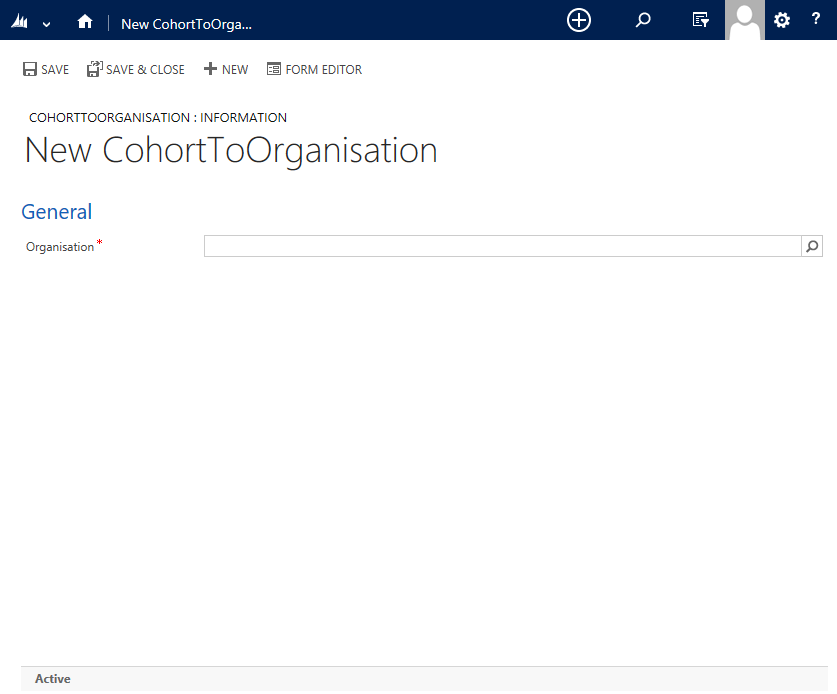 New CohortToOrga...
?
SAVE
SAVE & CLOSE
NEW
FORM EDITOR
COHORTTOORGANISATION : INFORMATION
New CohortToOrganisation
General
Organisation *
Active